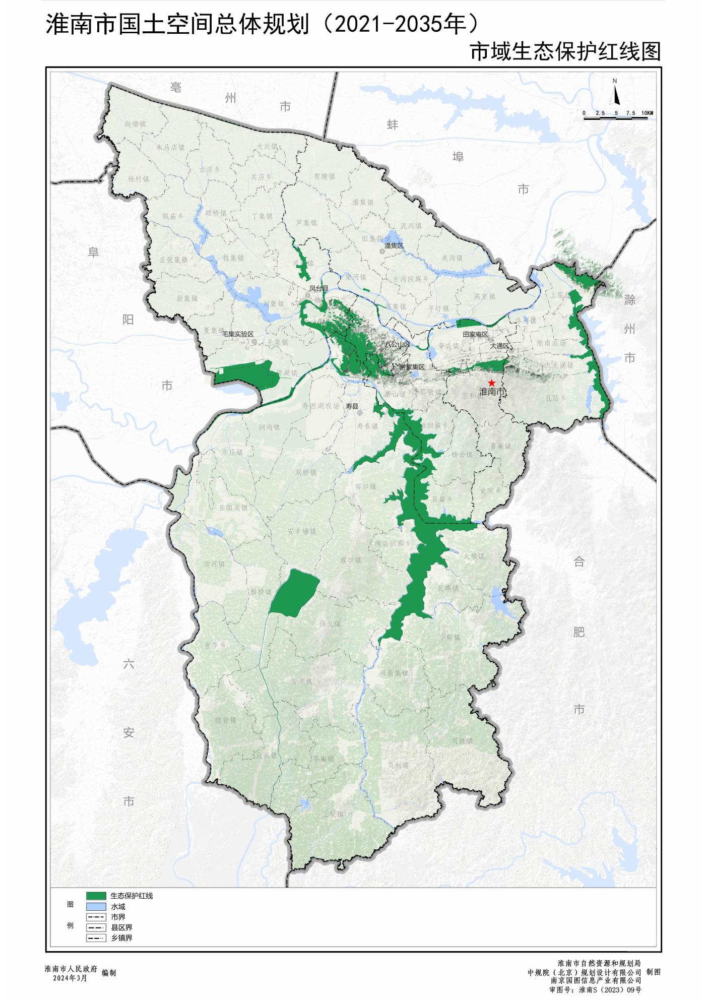 淮南市国土空间总体规划（2021-2035年）
市域生态保护红线图
亳
州
市
N
0 2.5 5 7.5 10KM
蚌
埠
市
尚塘镇
朱马店镇
大兴镇
古店乡
关店乡
贺疃镇
杨村镇
潘集镇
钱庙乡
顾桥镇
丁集镇
芦集镇
泥河镇
田集街道
潘集区
阜
岳张集镇
桂集镇
夹沟镇
架河镇
古沟回族乡
凤台县
新集镇
刘集镇
祁集镇
平圩镇
高皇镇
上窑镇
滁
州
市
阳
洛河镇
夏集镇
毛集实验区
毛集镇
田家庵区
大通区
八公山区
安成镇
淮南农场
谢家集区
九龙岗镇
焦湖镇
市
淮南市
唐山镇
李郢孜镇
三和镇
孔店乡
寿西湖农场
寿县
涧沟镇
寿春镇
丰庄镇
杨公镇
曹庵镇
双桥镇
窑口镇
孙庙乡
史院乡
正阳关镇
安丰塘镇
陶店回族乡
堰口镇
大顺镇
迎河镇
合
板桥镇
瓦埠镇
保义镇
肥
小甸镇
张李乡
六
双庙集镇
安丰镇
市
隐贤镇
安
刘岗镇
众兴镇
茶庵镇
炎刘镇
市
三觉镇
图
例
生态保护红线
水域
市界
县区界
乡镇界
淮南市人民政府 编制
2024年3月
淮南市自然资源和规划局
中规院（北京）规划设计有限公司 制图
南京国图信息产业有限公司
审图号：淮南S（2023）09号